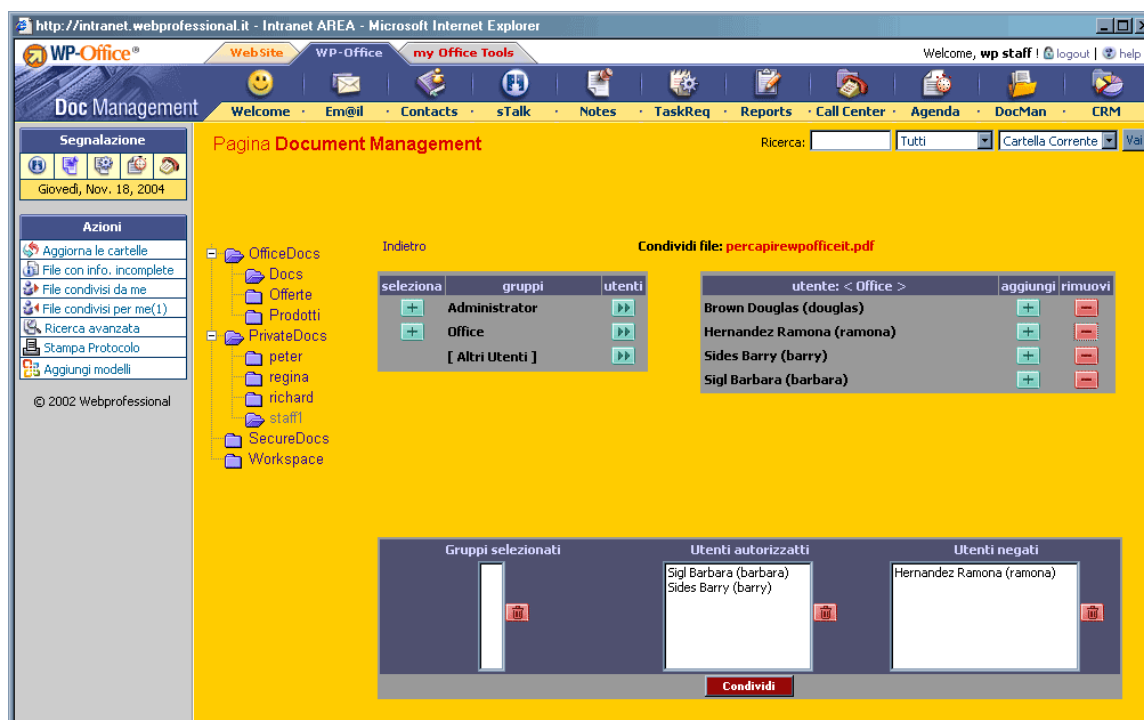 http://intranet.webprofessional.it - Intranet AREA - Microsoft Internet Explorer
WP-Office®
WebSite
WP-Office
my Office Tools
Welcome, wp staff ! logout | help
Doc Management
Welcome · Em@il · Contacts · sTalk · Notes · TaskReq · Reports · Call Center · Agenda · DocMan · CRM
Segnalazione
Giovedì, Nov. 18, 2004
Pagina Document Management
Ricerca: Tutti Cartella Corrente Vai
Azioni
Aggiorna le cartelle
File con info. incomplete
File condivisi da me
File condivisi per me(1)
Ricerca avanzata
Stampa Protocolo
Aggiungi modelli
© 2002 Webprofessional
OfficeDocs
Docs
Offerte
Prodotti
PrivateDocs
peter
regina
richard
staff1
SecureDocs
Workspace
Indietro
Condividi file: percapirewpofficeit.pdf
seleziona gruppi utenti
Administrator
Office
[ Altri Utenti ]
utente: < Office > aggiungi rimuovi
Brown Douglas (douglas)
Hernandez Ramona (ramona)
Sides Barry (barry)
Sigl Barbara (barbara)
Gruppi selezionati
Utenti autorizzatti
Sigl Barbara (barbara)
Sides Barry (barry)
Utenti negati
Hernandez Ramona (ramona)
Condividi